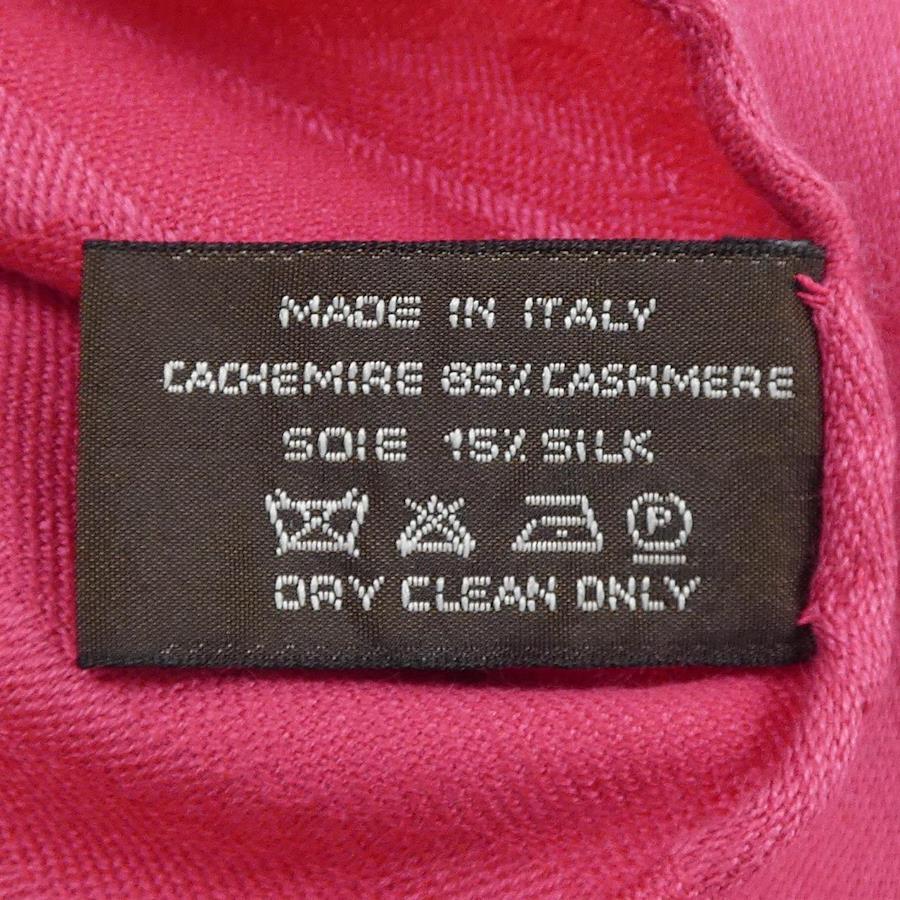 MADE IN ITALY
CACHEMIRE 85% CASHMERE
SOIE 15% SILK
P
DRY CLEAN ONLY